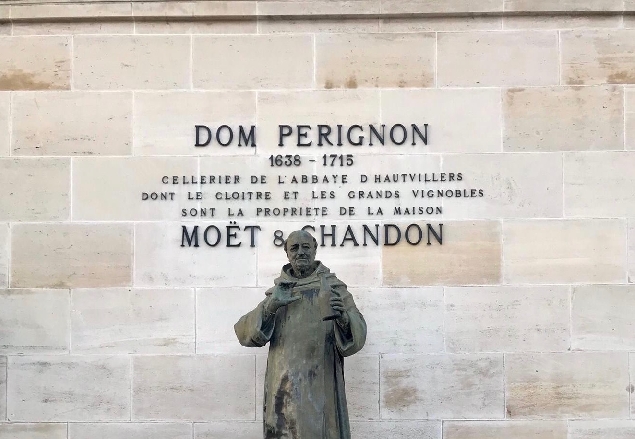 DOM PERIGNON
1638 - 1715
CELLERIER DE L'ABBAYE D'HAUTVILLERS
DONT LE CLOITRE ET LES GRANDS VIGNOBLES
SONT LA PROPRIETE DE LA MAISON
MOËT & CHANDON